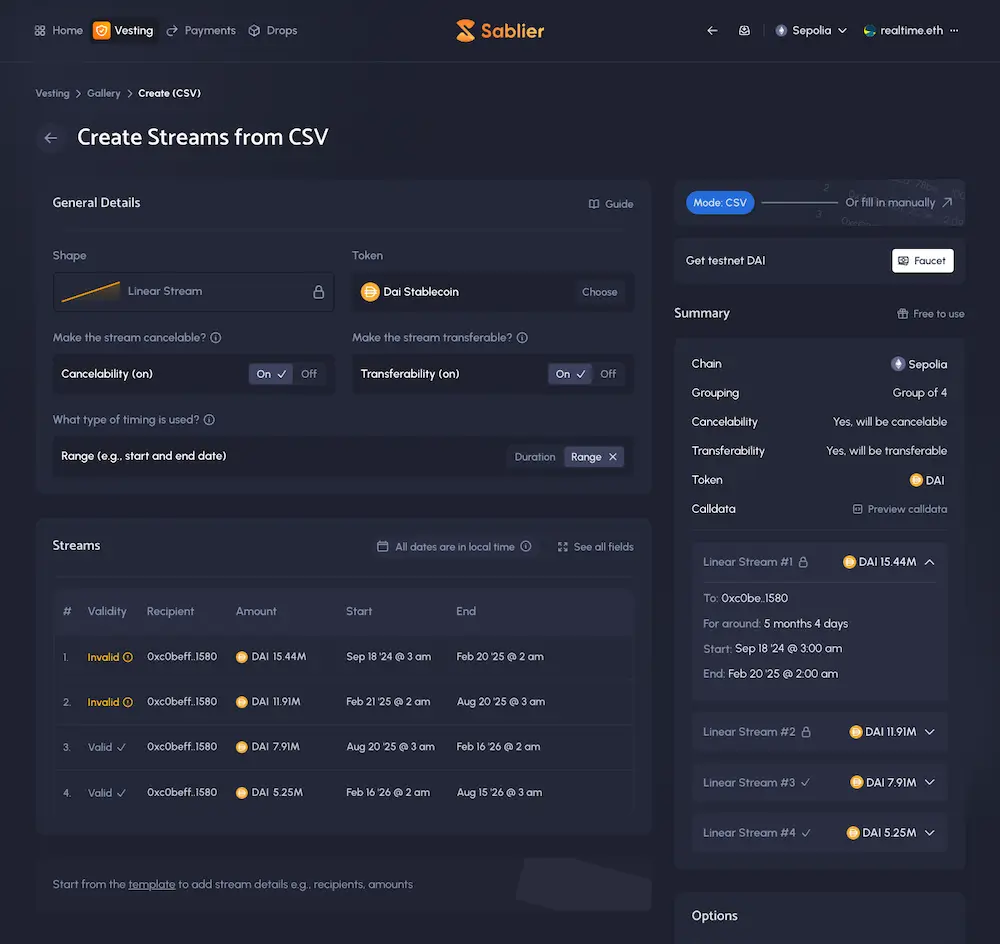 Home Vesting Payments Drops Sablier Sepolia realtime.eth ...
Vesting > Gallery > Create (CSV)
Create Streams from CSV
General Details Guide
Shape Token
Linear Stream Dai Stablecoin Choose
Make the stream cancelable? Make the stream transferable?
Cancelability (on) On Off Transferability (on) On Off
What type of timing is used?
Range (e.g., start and end date) Duration Range
Streams All dates are in local time See all fields
# Validity Recipient Amount Start End
1. Invalid 0xc0beff..1580 DAI 15.44M Sep 18 '24 @ 3 am Feb 20 '25 @ 2 am
2. Invalid 0xc0beff..1580 DAI 11.91M Feb 21 '25 @ 2 am Aug 20 '25 @ 3 am
3. Valid 0xc0beff..1580 DAI 7.91M Aug 20 '25 @ 3 am Feb 16 '26 @ 2 am
4. Valid 0xc0beff..1580 DAI 5.25M Feb 16 '26 @ 2 am Aug 15 '26 @ 3 am
Start from the template to add stream details e.g., recipients, amounts
Mode: CSV Or fill in manually
Get testnet DAI Faucet
Summary Free to use
Chain Sepolia
Grouping Group of 4
Cancelability Yes, will be cancelable
Transferability Yes, will be transferable
Token DAI
Calldata Preview calldata
Linear Stream #1 DAI 15.44M
To: 0xc0be..1580
For around: 5 months 4 days
Start: Sep 18 '24 @ 3:00 am
End: Feb 20 '25 @ 2:00 am
Linear Stream #2 DAI 11.91M
Linear Stream #3 DAI 7.91M
Linear Stream #4 DAI 5.25M
Options